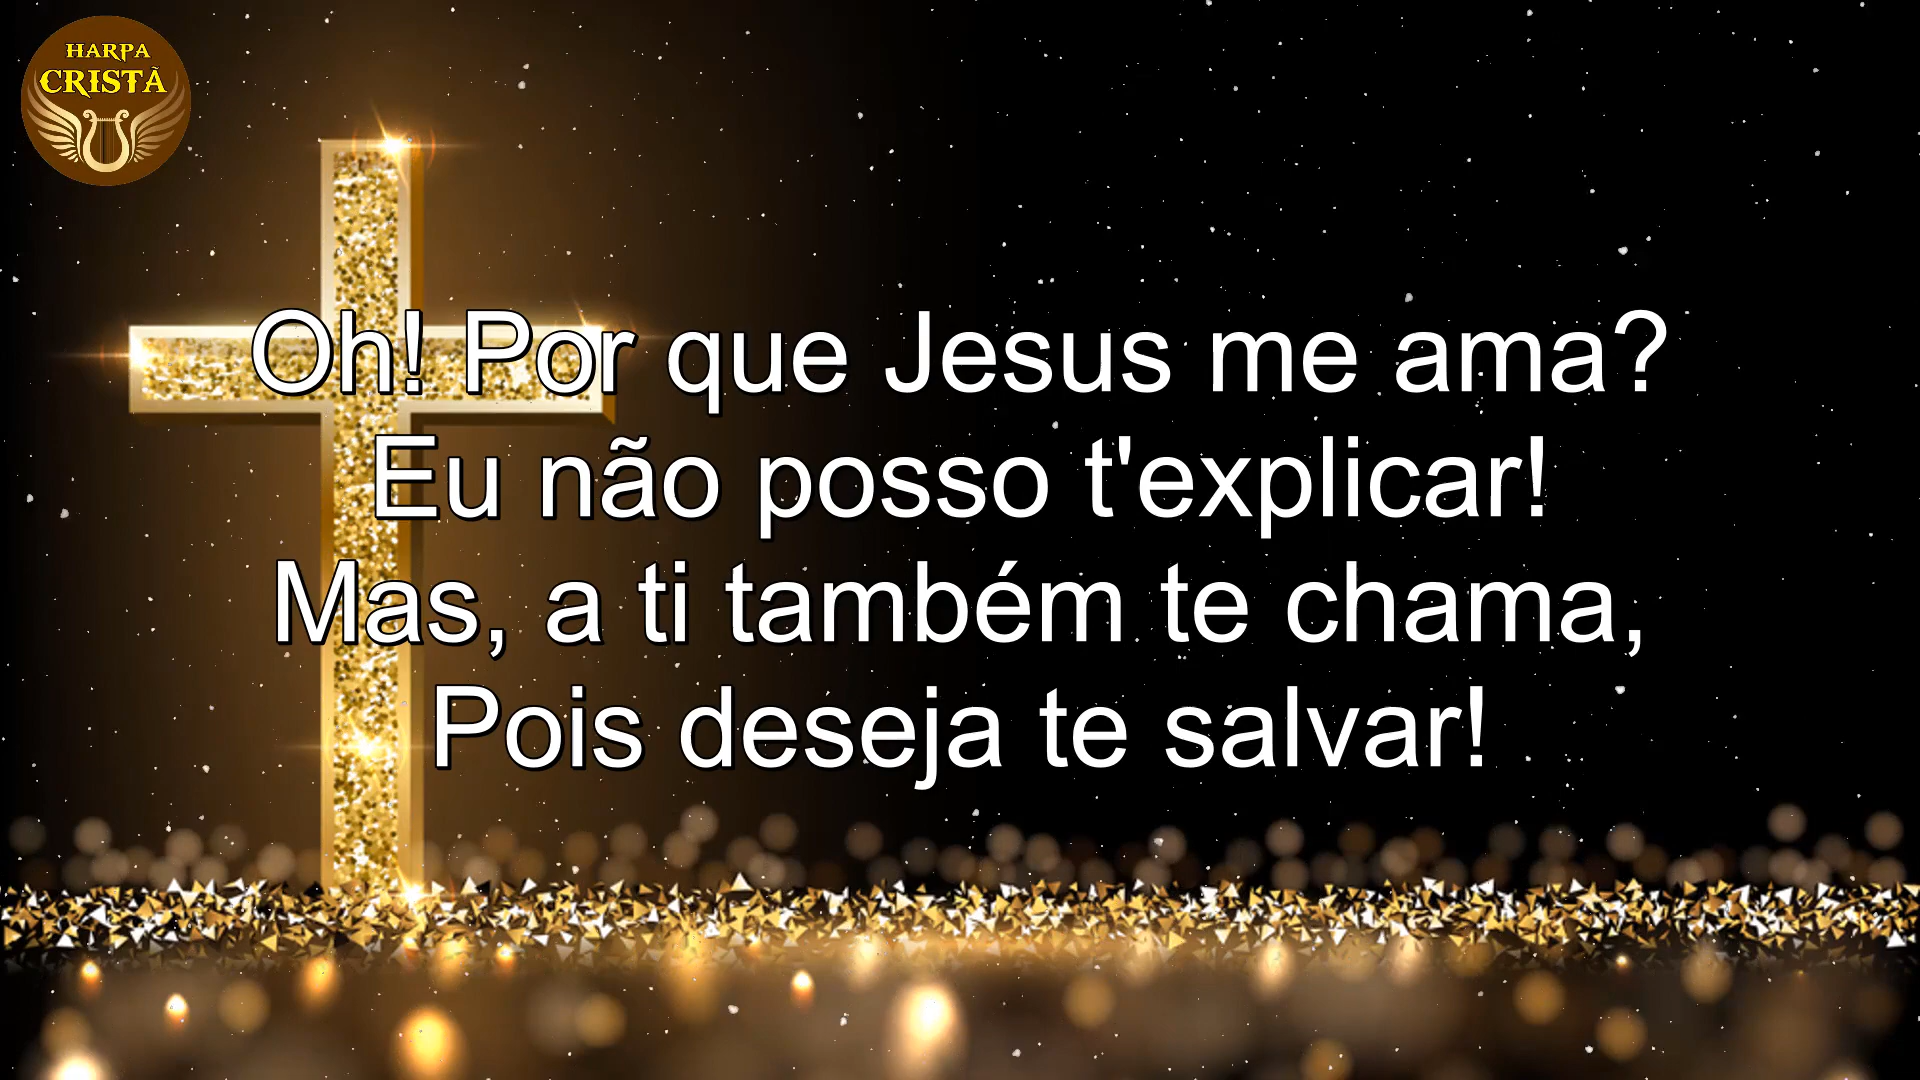 HARPA
CRISTÃ
Oh! Por que Jesus me ama?
Eu não posso t'explicar!
Mas, a ti também te chama,
Pois deseja te salvar!